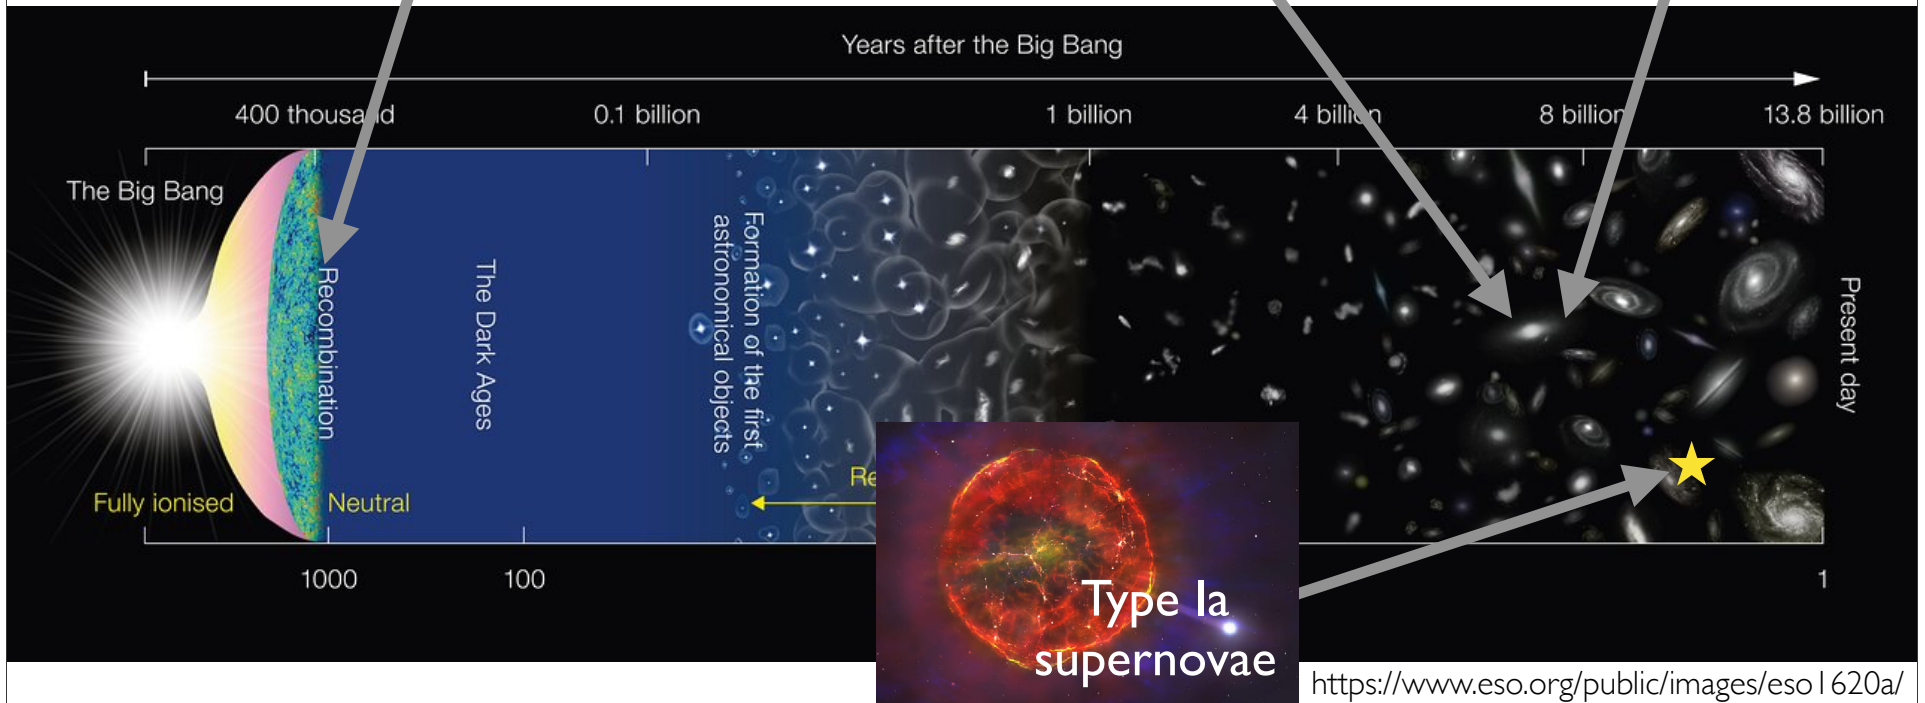 Years after the Big Bang
400 thousand
0.1 billion
1 billion
4 billion
8 billion
13.8 billion
The Big Bang
Recombination
The Dark Ages
Formation of the first
astronomical objects
Present day
Fully ionised
Neutral
Re
1000
100
1
Type Ia
supernovae
https://www.eso.org/public/images/eso1620a/